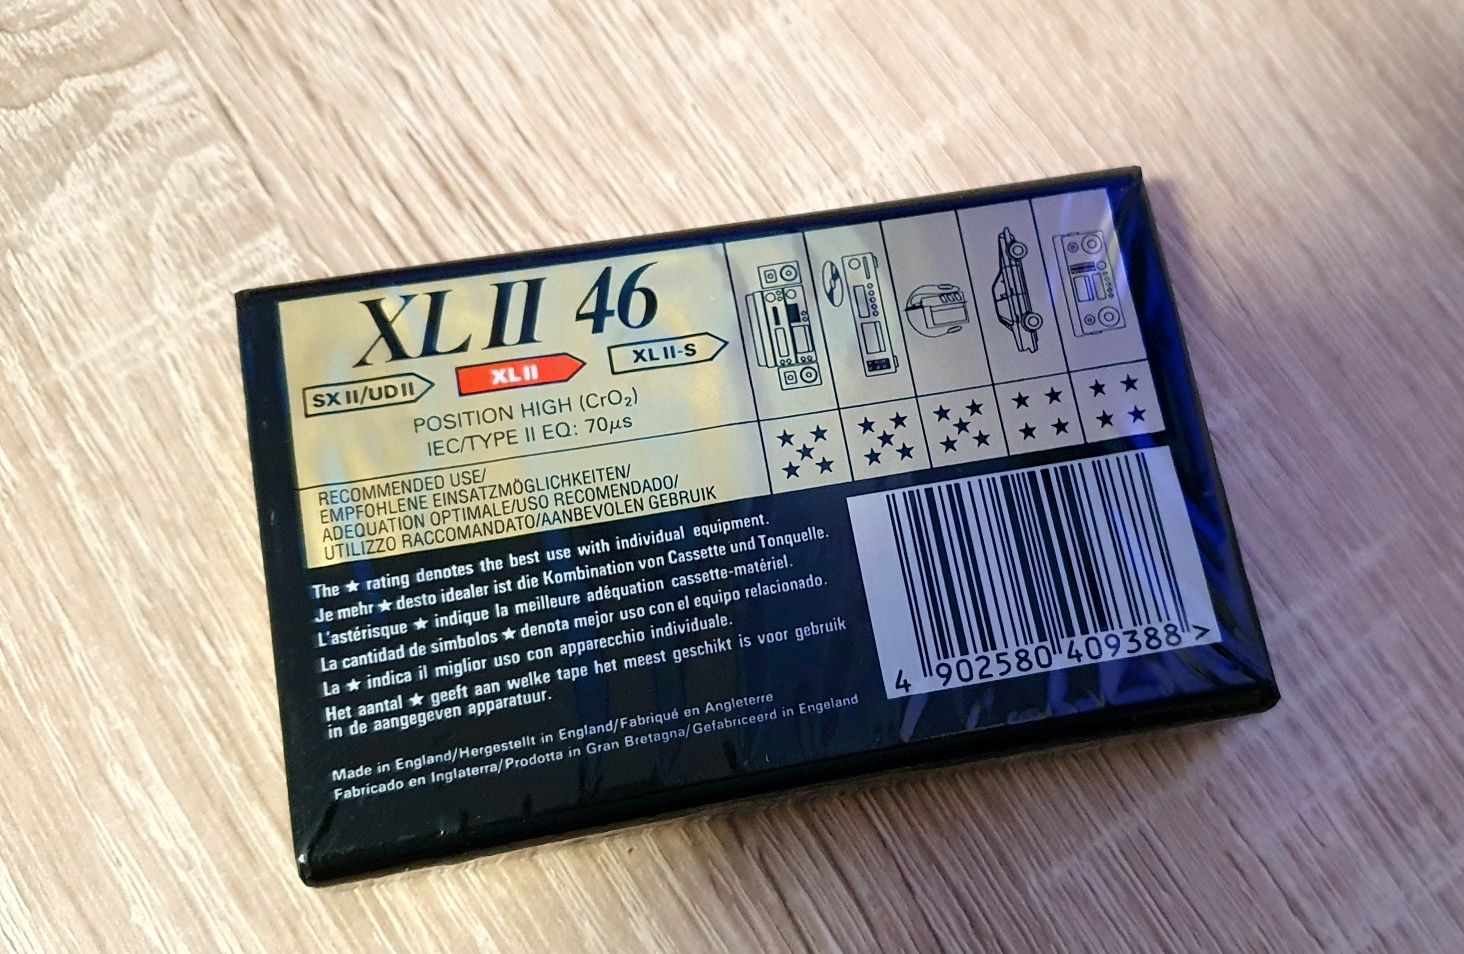 XL II 46
SX II/UD II
XL II
XL II-S
POSITION HIGH (CrO₂)
IEC/TYPE II EQ: 70µs
RECOMMENDED USE/
EMPFOHLENE EINSATZMÖGLICHKEITEN/
ADEQUATION OPTIMALE/USO RECOMENDADO/
UTILIZZO RACCOMANDATO/AANBEVOLEN GEBRUIK
The ★ rating denotes the best use with individual equipment.
Je mehr ★ desto idealer ist die Kombination von Cassette und Tonquelle.
L'astérisque ★ indique la meilleure adéquation cassette-matériel.
La cantidad de simbolos ★ denota mejor uso con el equipo relacionado.
La ★ indica il miglior uso con apparecchio individuale.
Het aantal ★ geeft aan welke tape het meest geschikt is voor gebruik
in de aangegeven apparatuur.
Made in England/Hergestellt in England/Fabriqué en Angleterre
Fabricado en Inglaterra/Prodotta in Gran Bretagna/Gefabriceerd in Engeland
4 902580 409388 >